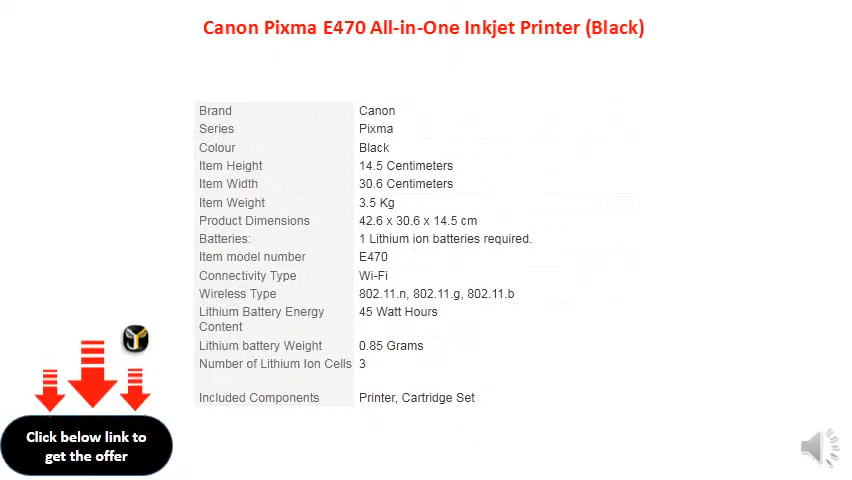 Canon Pixma E470 All-in-One Inkjet Printer (Black)
Brand Canon
Series Pixma
Colour Black
Item Height 14.5 Centimeters
Item Width 30.6 Centimeters
Item Weight 3.5 Kg
Product Dimensions 42.6 x 30.6 x 14.5 cm
Batteries: 1 Lithium ion batteries required.
Item model number E470
Connectivity Type Wi-Fi
Wireless Type 802.11.n, 802.11.g, 802.11.b
Lithium Battery Energy 45 Watt Hours
Content
Lithium battery Weight 0.85 Grams
Number of Lithium Ion Cells 3
Included Components Printer, Cartridge Set
Click below link to
get the offer